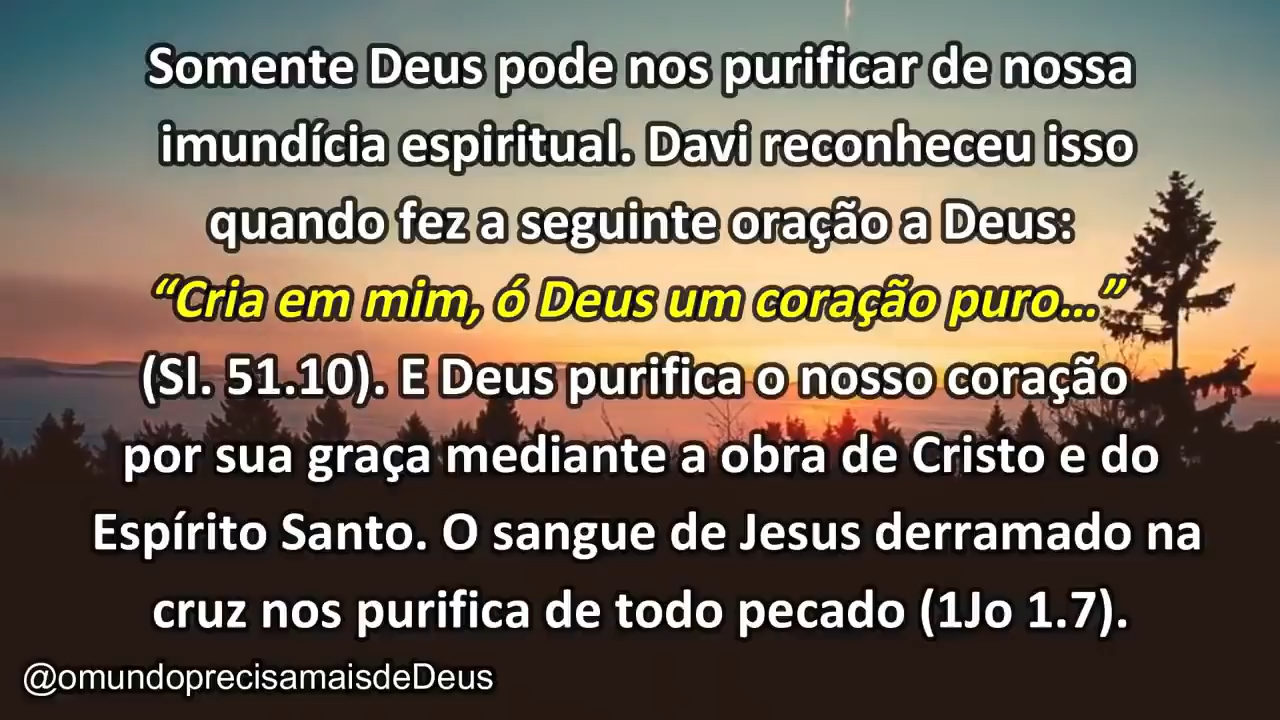 Somente Deus pode nos purificar de nossa
imundícia espiritual. Davi reconheceu isso
quando fez a seguinte oração a Deus:
“Cria em mim, ó Deus um coração puro...”
(Sl. 51.10). E Deus purifica o nosso coração
por sua graça mediante a obra de Cristo e do
Espírito Santo. O sangue de Jesus derramado na
cruz nos purifica de todo pecado (1Jo 1.7).
@omundoprecisamaisdeDeus